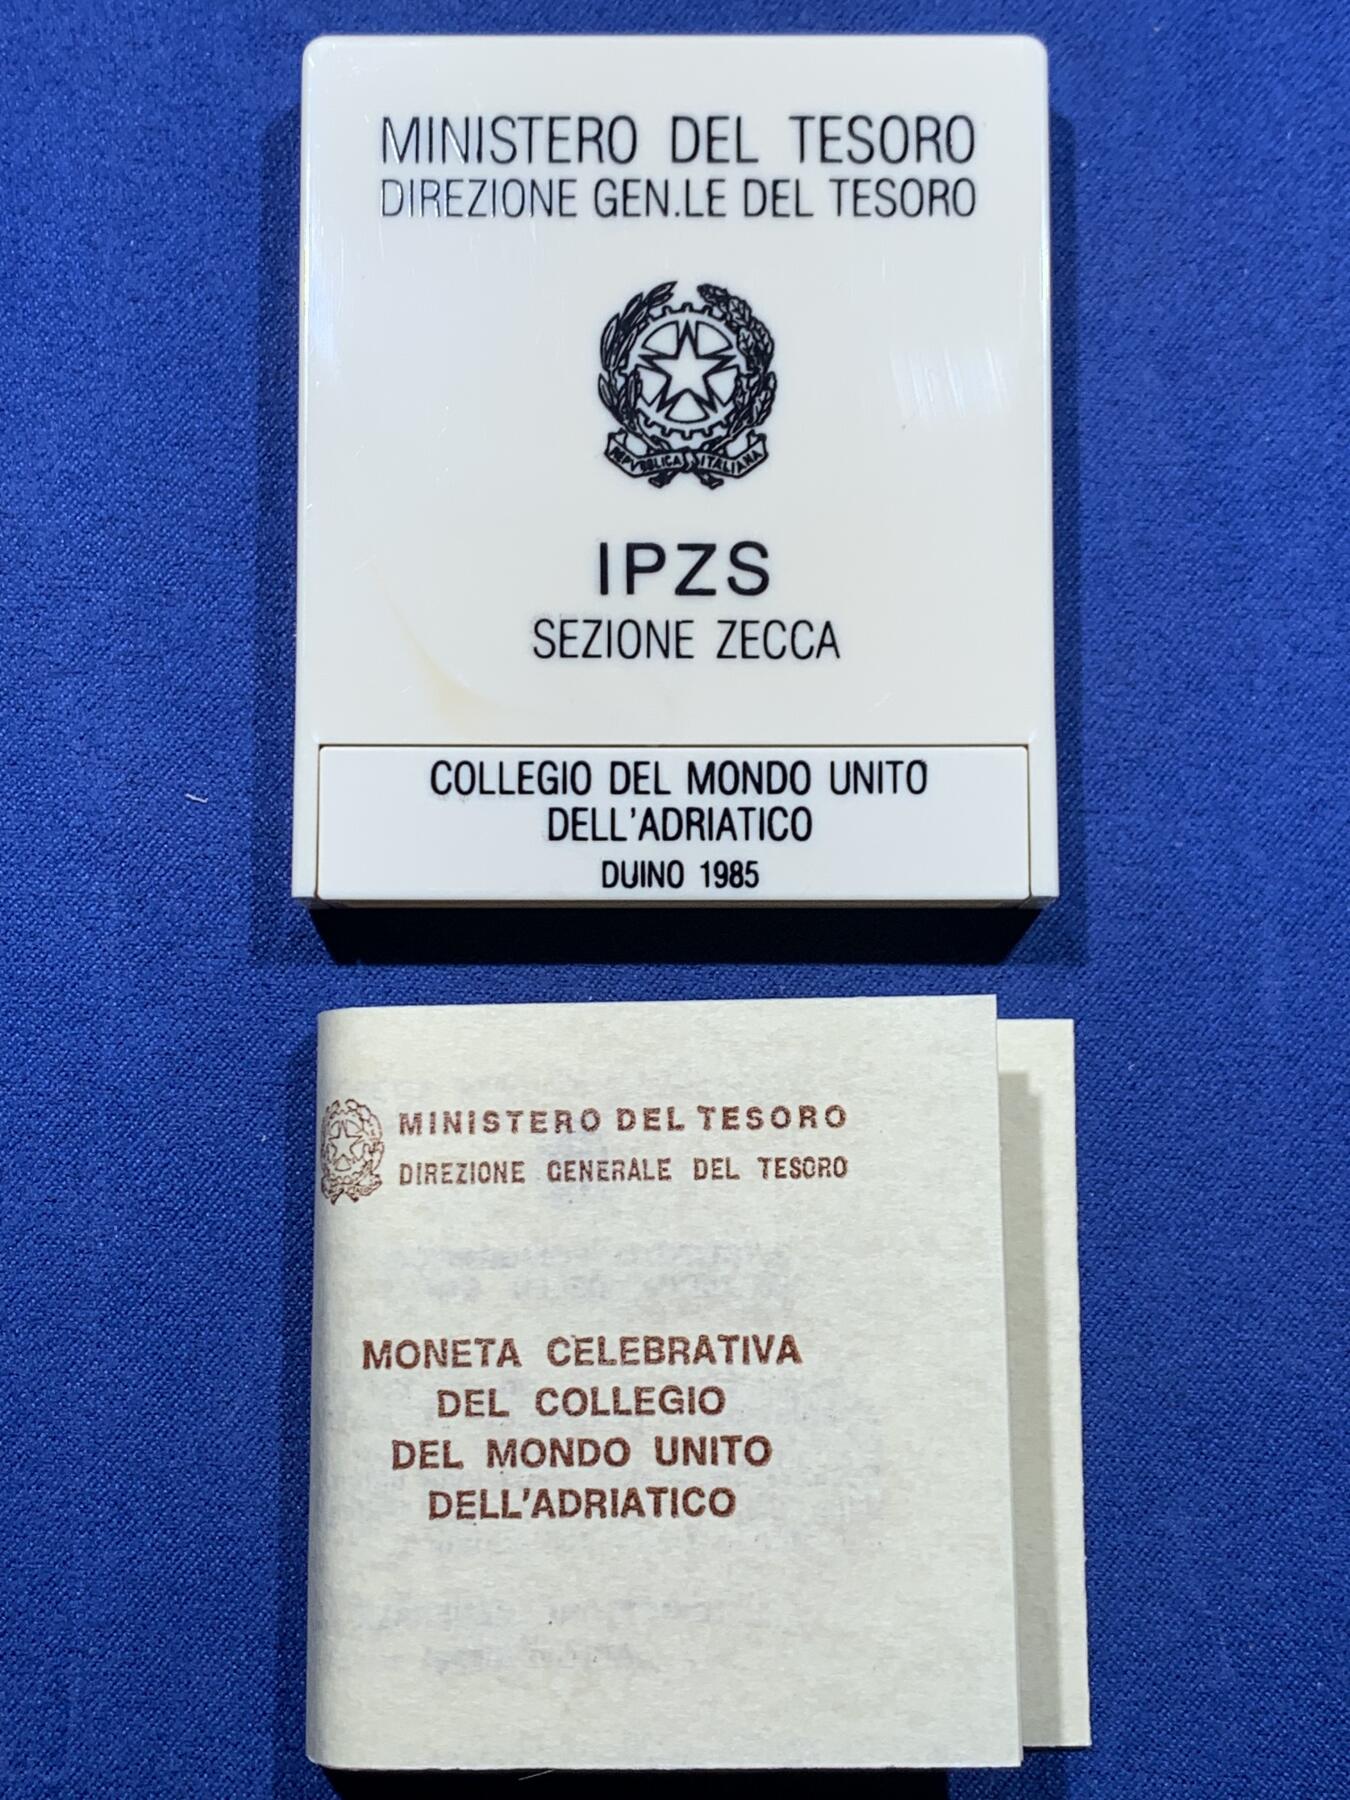 MINISTERO DEL TESORO
DIREZIONE GEN.LE DEL TESORO
REPVBBLICA ITALIANA
IPZS
SEZIONE ZECCA
COLLEGIO DEL MONDO UNITO
DELL'ADRIATICO
DUINO 1985
MINISTERO DEL TESORO
DIREZIONE GENERALE DEL TESORO
MONETA CELEBRATIVA
DEL COLLEGIO
DEL MONDO UNITO
DELL'ADRIATICO